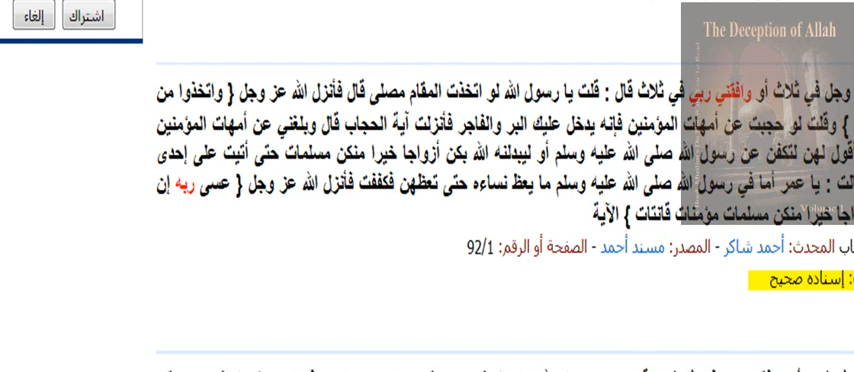 اشتراك إلغاء
The Deception of Allah
وجل في ثلاث أو وافقني ربي في ثلاث قال : قلت يا رسول الله لو اتخذت المقام مصلى قال فأنزل الله عز وجل { واتخذوا من
} وقلت لو حجبت عن أمهات المؤمنين فإنه يدخل عليك البر والفاجر فأنزلت آية الحجاب قال وبلغني عن أمهات المؤمنين
قول لهن لتكفن عن رسول الله صلى الله عليه وسلم أو ليبدلنه الله بكن أزواجا خيرا منكن مسلمات حتى أتيت على إحدى
الت : يا عمر أما في رسول الله صلى الله عليه وسلم ما يعظ نساءه حتى تعظهن فكففت فأنزل الله عز وجل { عسى ربه إن
اجا خيرا منكن مسلمات مؤمنات قانتات } الآية
Volume 1
اب المحدث: أحمد شاكر - المصدر: مسند أحمد - الصفحة أو الرقم: 92/1
: إسناده صحيح